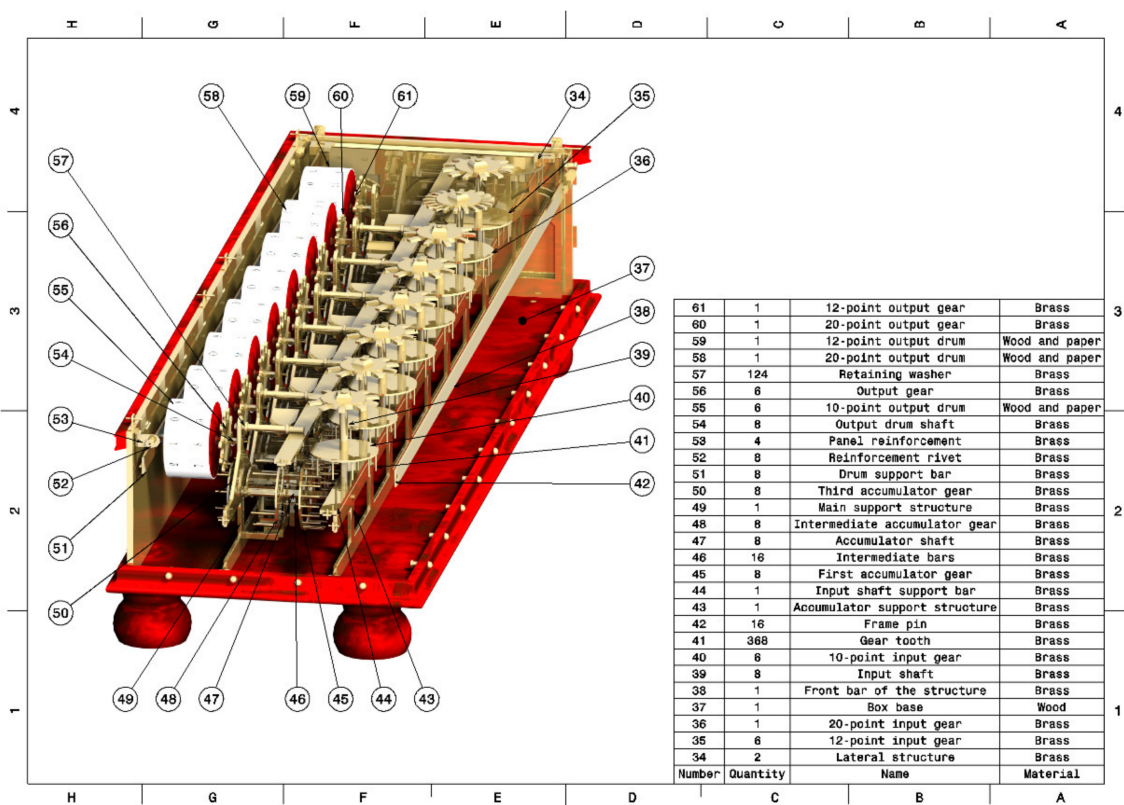 H G F E D C B A
4 4
58 59 60 61 34 35
57 36
56
55 37
3 3
54 38
53 39
40
52 41
51 42
2 2
50
49 48 47 46 45 44 43
1 1
61 1 12-point output gear Brass
60 1 20-point output gear Brass
59 1 12-point output drum Wood and paper
58 1 20-point output drum Wood and paper
57 124 Retaining washer Brass
56 6 Output gear Brass
55 6 10-point output drum Wood and paper
54 8 Output drum shaft Brass
53 4 Panel reinforcement Brass
52 8 Reinforcement rivet Brass
51 8 Drum support bar Brass
50 8 Third accumulator gear Brass
49 1 Main support structure Brass
48 8 Intermediate accumulator gear Brass
47 8 Accumulator shaft Brass
46 16 Intermediate bars Brass
45 8 First accumulator gear Brass
44 1 Input shaft support bar Brass
43 1 Accumulator support structure Brass
42 16 Frame pin Brass
41 368 Gear tooth Brass
40 6 10-point input gear Brass
39 8 Input shaft Brass
38 1 Front bar of the structure Brass
37 1 Box base Wood
36 1 20-point input gear Brass
35 6 12-point input gear Brass
34 2 Lateral structure Brass
Number Quantity Name Material
H G F E D C B A